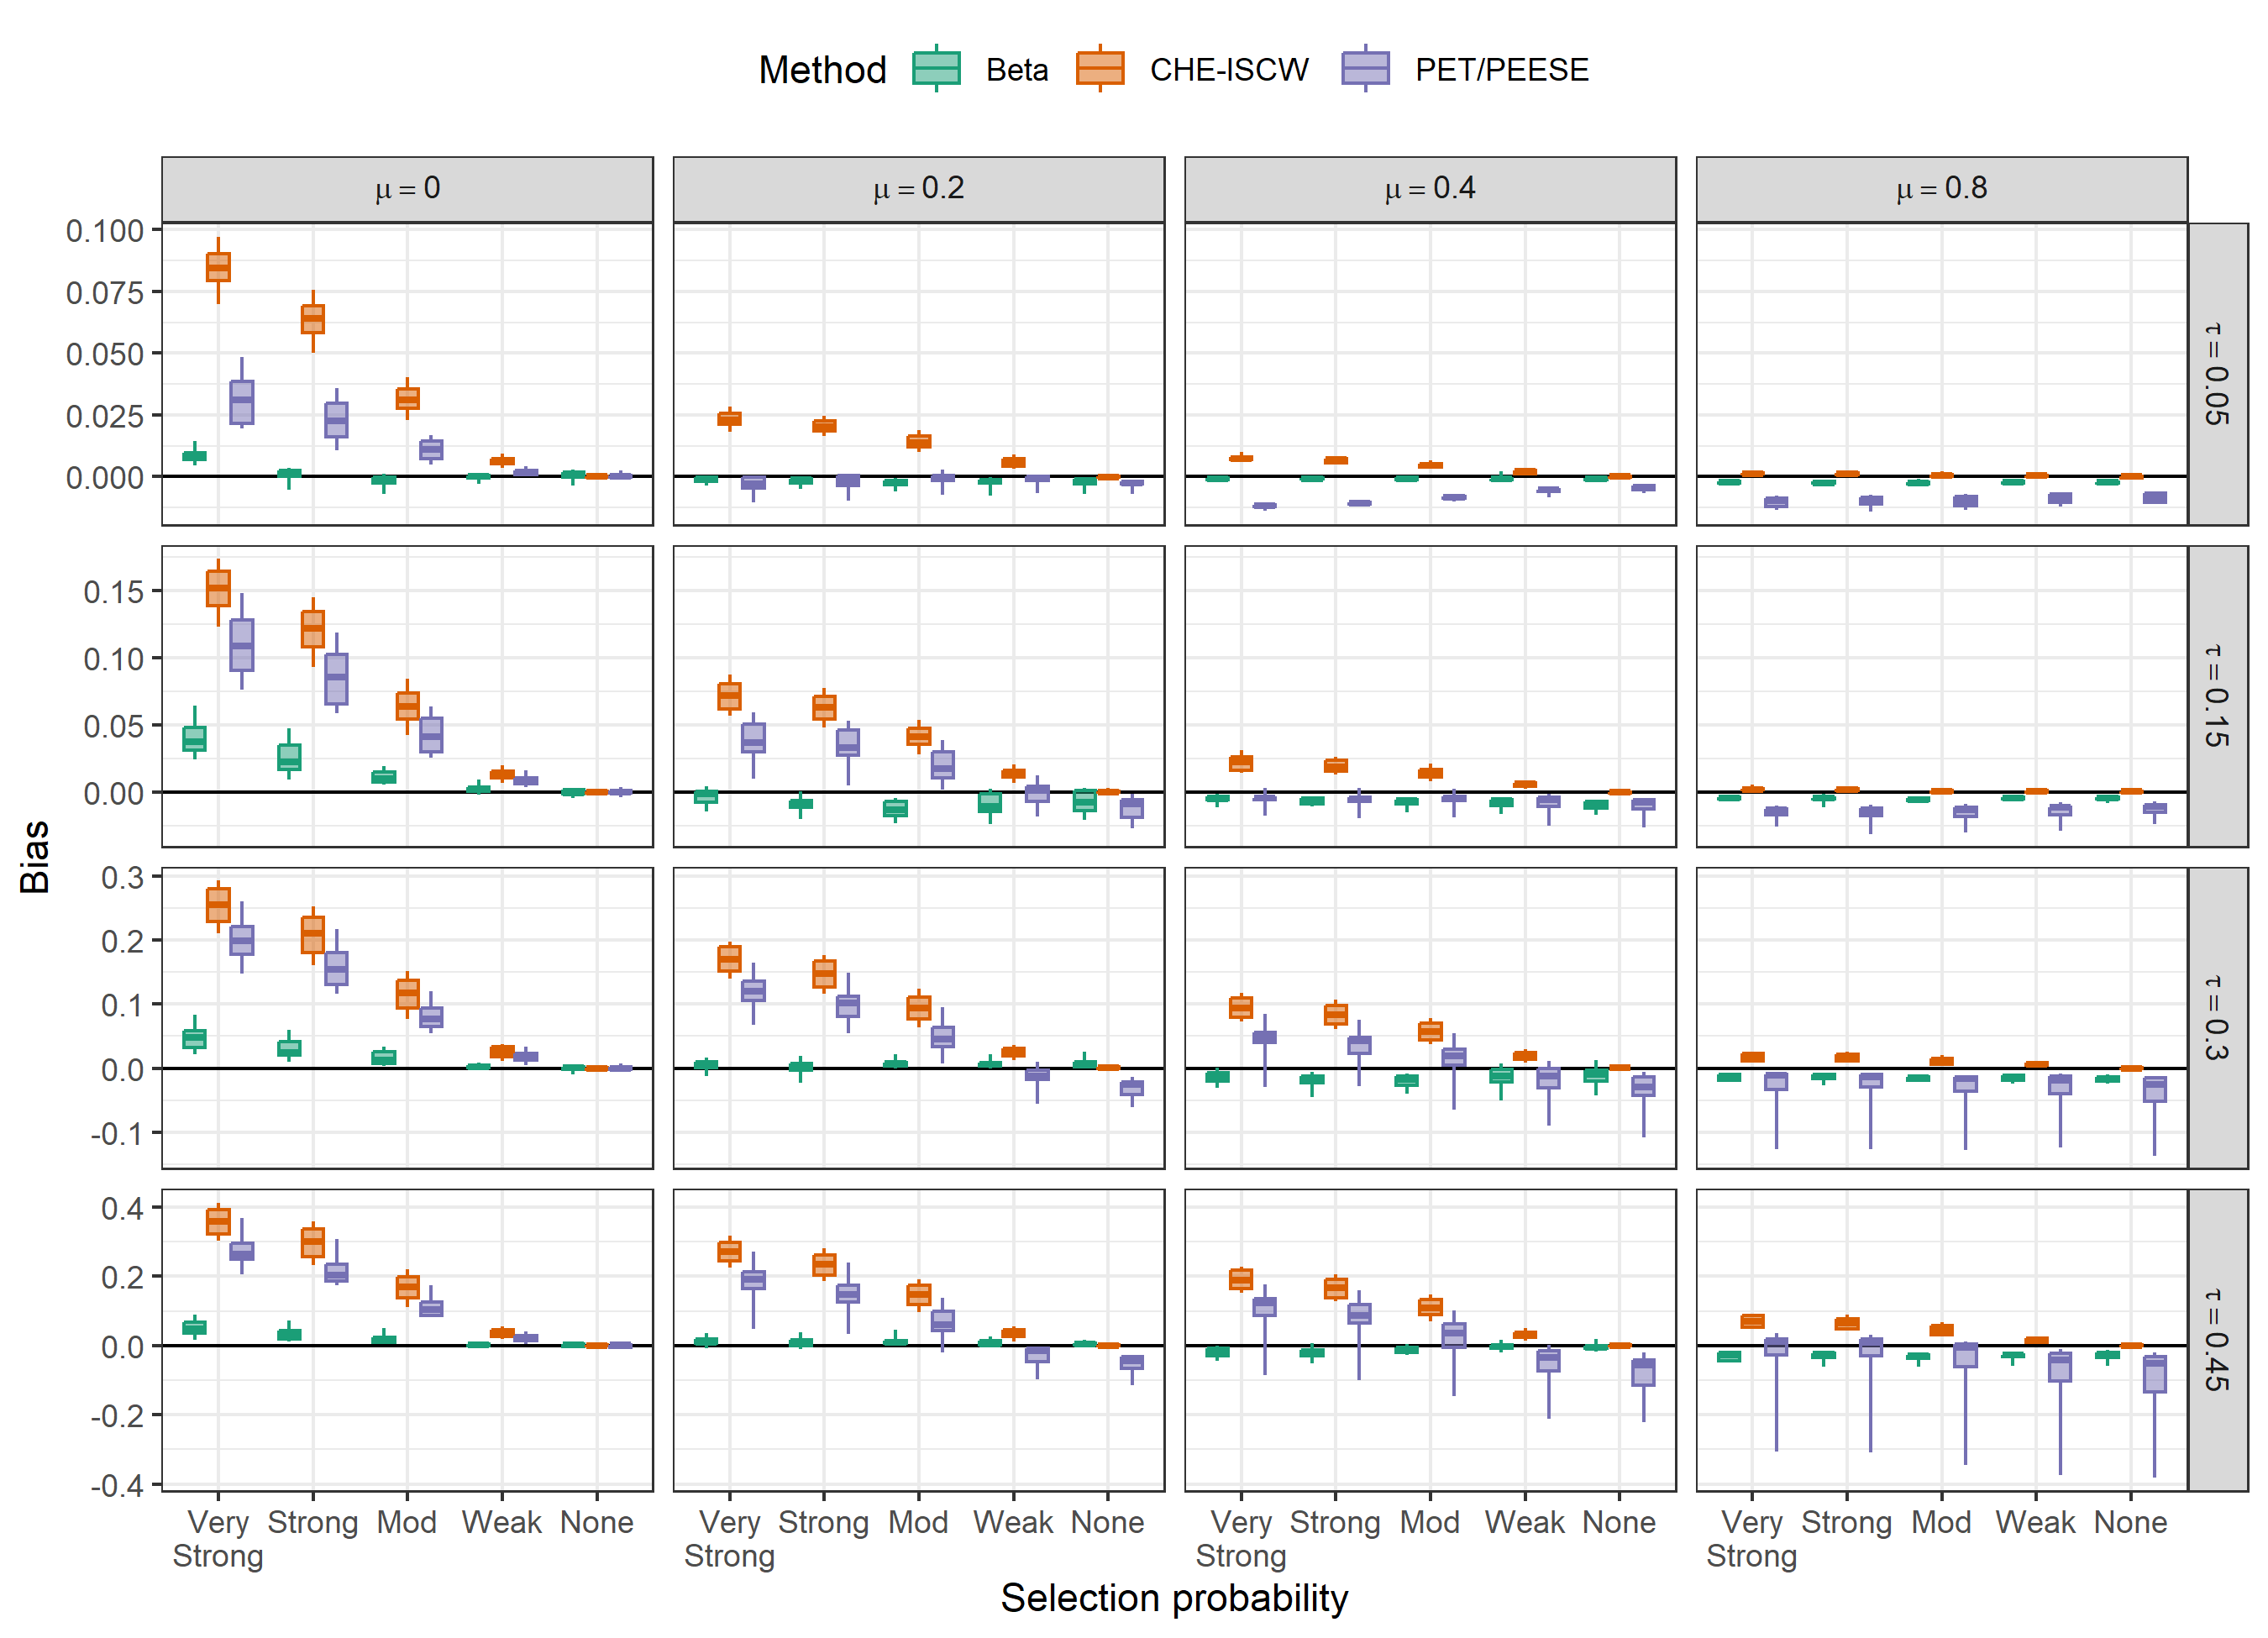 Method Beta CHE-ISCW PET/PEESE
μ = 0 μ = 0.2 μ = 0.4 μ = 0.8
0.100
0.075
0.050
0.025
0.000
τ = 0.05
0.15
0.10
0.05
0.00
τ = 0.15
Bias
0.3
0.2
0.1
0.0
-0.1
τ = 0.3
0.4
0.2
0.0
-0.2
-0.4
τ = 0.45
Very Strong Mod Weak None Very Strong Mod Weak None Very Strong Mod Weak None Very Strong Mod Weak None
Strong Strong Strong Strong
Selection probability